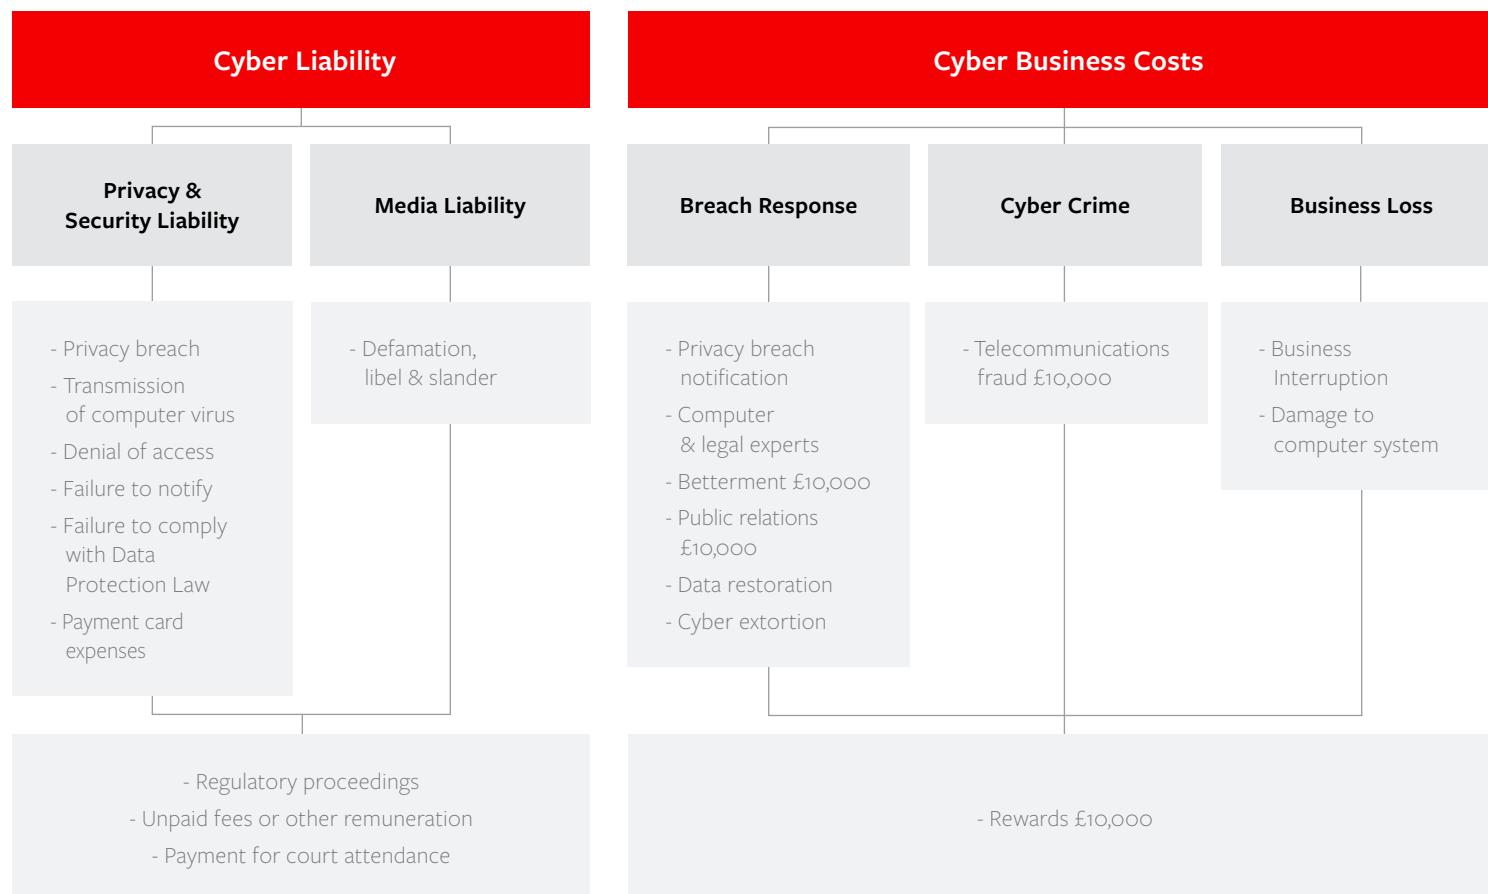 Cyber Liability
Cyber Business Costs
Privacy &
Security Liability
Media Liability
Breach Response
Cyber Crime
Business Loss
- Privacy breach
- Transmission
of computer virus
- Denial of access
- Failure to notify
- Failure to comply
with Data
Protection Law
- Payment card
expenses
- Defamation,
libel & slander
- Privacy breach
notification
- Computer
& legal experts
- Betterment £10,000
- Public relations
£10,000
- Data restoration
- Cyber extortion
- Telecommunications
fraud £10,000
- Business
Interruption
- Damage to
computer system
- Regulatory proceedings
- Unpaid fees or other remuneration
- Payment for court attendance
- Rewards £10,000